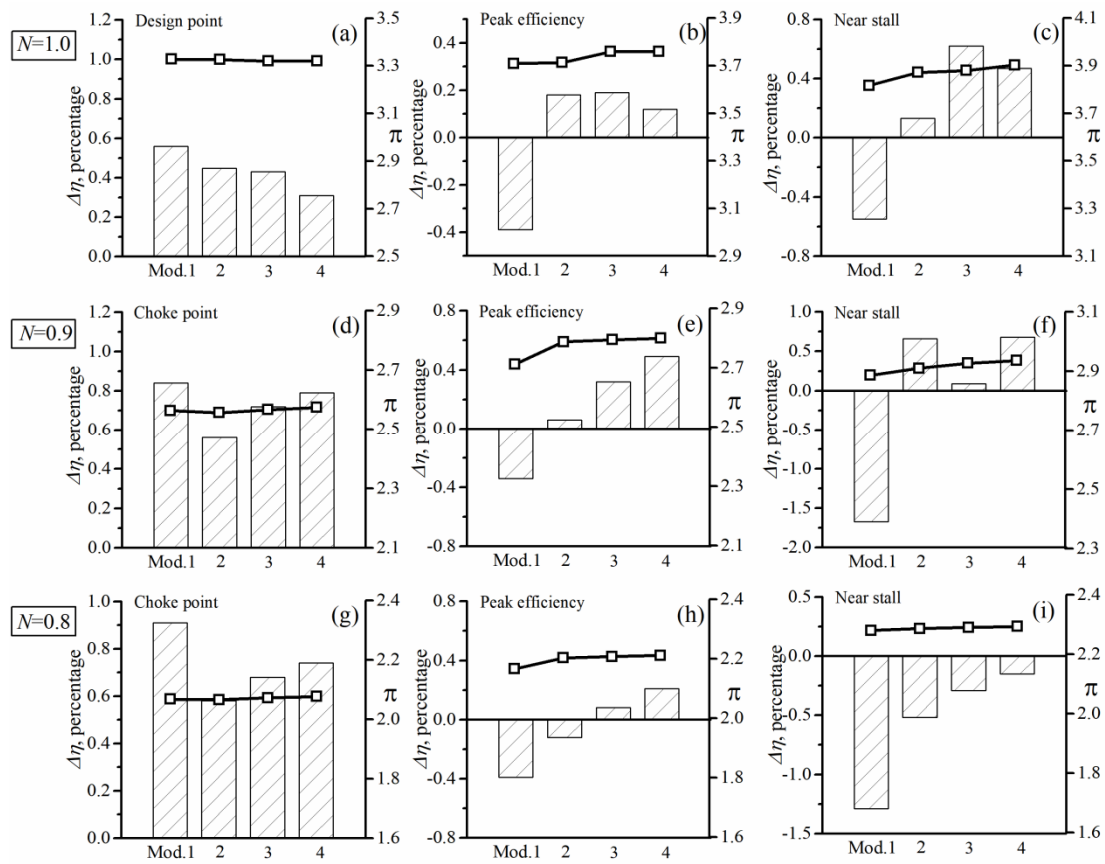 N=1.0
Design point
(a)
Δη, percentage
1.2
1.0
0.8
0.6
0.4
0.2
0.0
3.5
3.3
3.1
π
2.9
2.7
2.5
Mod.1 2 3 4
Peak efficiency
(b)
Δη, percentage
0.4
0.2
0.0
-0.2
-0.4
3.9
3.7
3.5
π
3.3
3.1
2.9
Mod.1 2 3 4
Near stall
(c)
Δη, percentage
0.8
0.4
0.0
-0.4
-0.8
4.1
3.9
3.7
π
3.5
3.3
3.1
Mod.1 2 3 4
N=0.9
Choke point
(d)
Δη, percentage
1.2
1.0
0.8
0.6
0.4
0.2
0.0
2.9
2.7
π
2.5
2.3
2.1
Mod.1 2 3 4
Peak efficiency
(e)
Δη, percentage
0.8
0.4
0.0
-0.4
-0.8
2.9
2.7
π
2.5
2.3
2.1
Mod.1 2 3 4
Near stall
(f)
Δη, percentage
1.0
0.5
0.0
-0.5
-1.0
-1.5
-2.0
3.1
2.9
π
2.7
2.5
2.3
Mod.1 2 3 4
N=0.8
Choke point
(g)
Δη, percentage
1.0
0.8
0.6
0.4
0.2
0.0
2.4
2.2
π
2.0
1.8
1.6
Mod.1 2 3 4
Peak efficiency
(h)
Δη, percentage
0.8
0.4
0.0
-0.4
-0.8
2.4
2.2
π
2.0
1.8
1.6
Mod.1 2 3 4
Near stall
(i)
Δη, percentage
0.5
0.0
-0.5
-1.0
-1.5
2.4
2.2
π
2.0
1.8
1.6
Mod.1 2 3 4